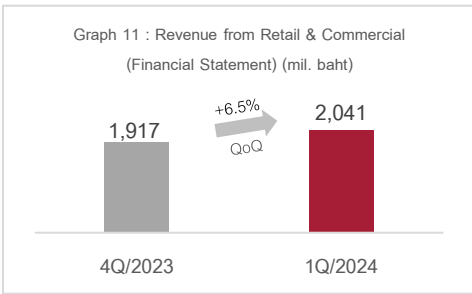 Graph 11 : Revenue from Retail & Commercial
(Financial Statement) (mil. baht)
+6.5%
QoQ
1,917
2,041
4Q/2023
1Q/2024